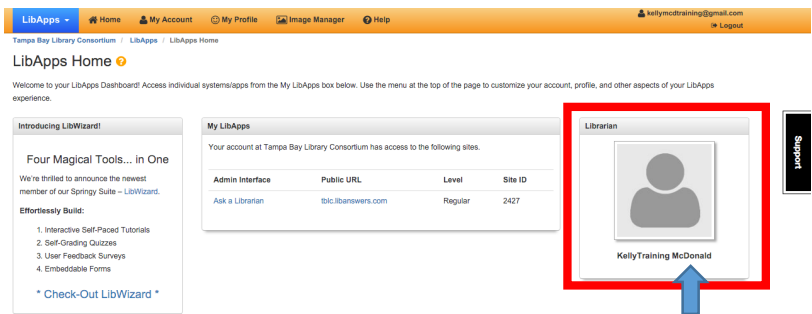 LibApps Home My Account My Profile Image Manager Help kellymcdtraining@gmail.com
Logout
Tampa Bay Library Consortium / LibApps / LibApps Home
LibApps Home ?
Welcome to your LibApps Dashboard! Access individual systems/apps from the My LibApps box below. Use the menu at the top of the page to customize your account, profile, and other aspects of your LibApps
experience.
Introducing LibWizard!
Four Magical Tools... in One
We're thrilled to announce the newest
member of our Springy Suite – LibWizard.
Effortlessly Build:
1. Interactive Self-Paced Tutorials
2. Self-Grading Quizzes
3. User Feedback Surveys
4. Embeddable Forms
* Check-Out LibWizard *
My LibApps
Your account at Tampa Bay Library Consortium has access to the following sites.
Admin Interface Public URL Level Site ID
Ask a Librarian tblc.libanswers.com Regular 2427
Librarian
KellyTraining McDonald
Support